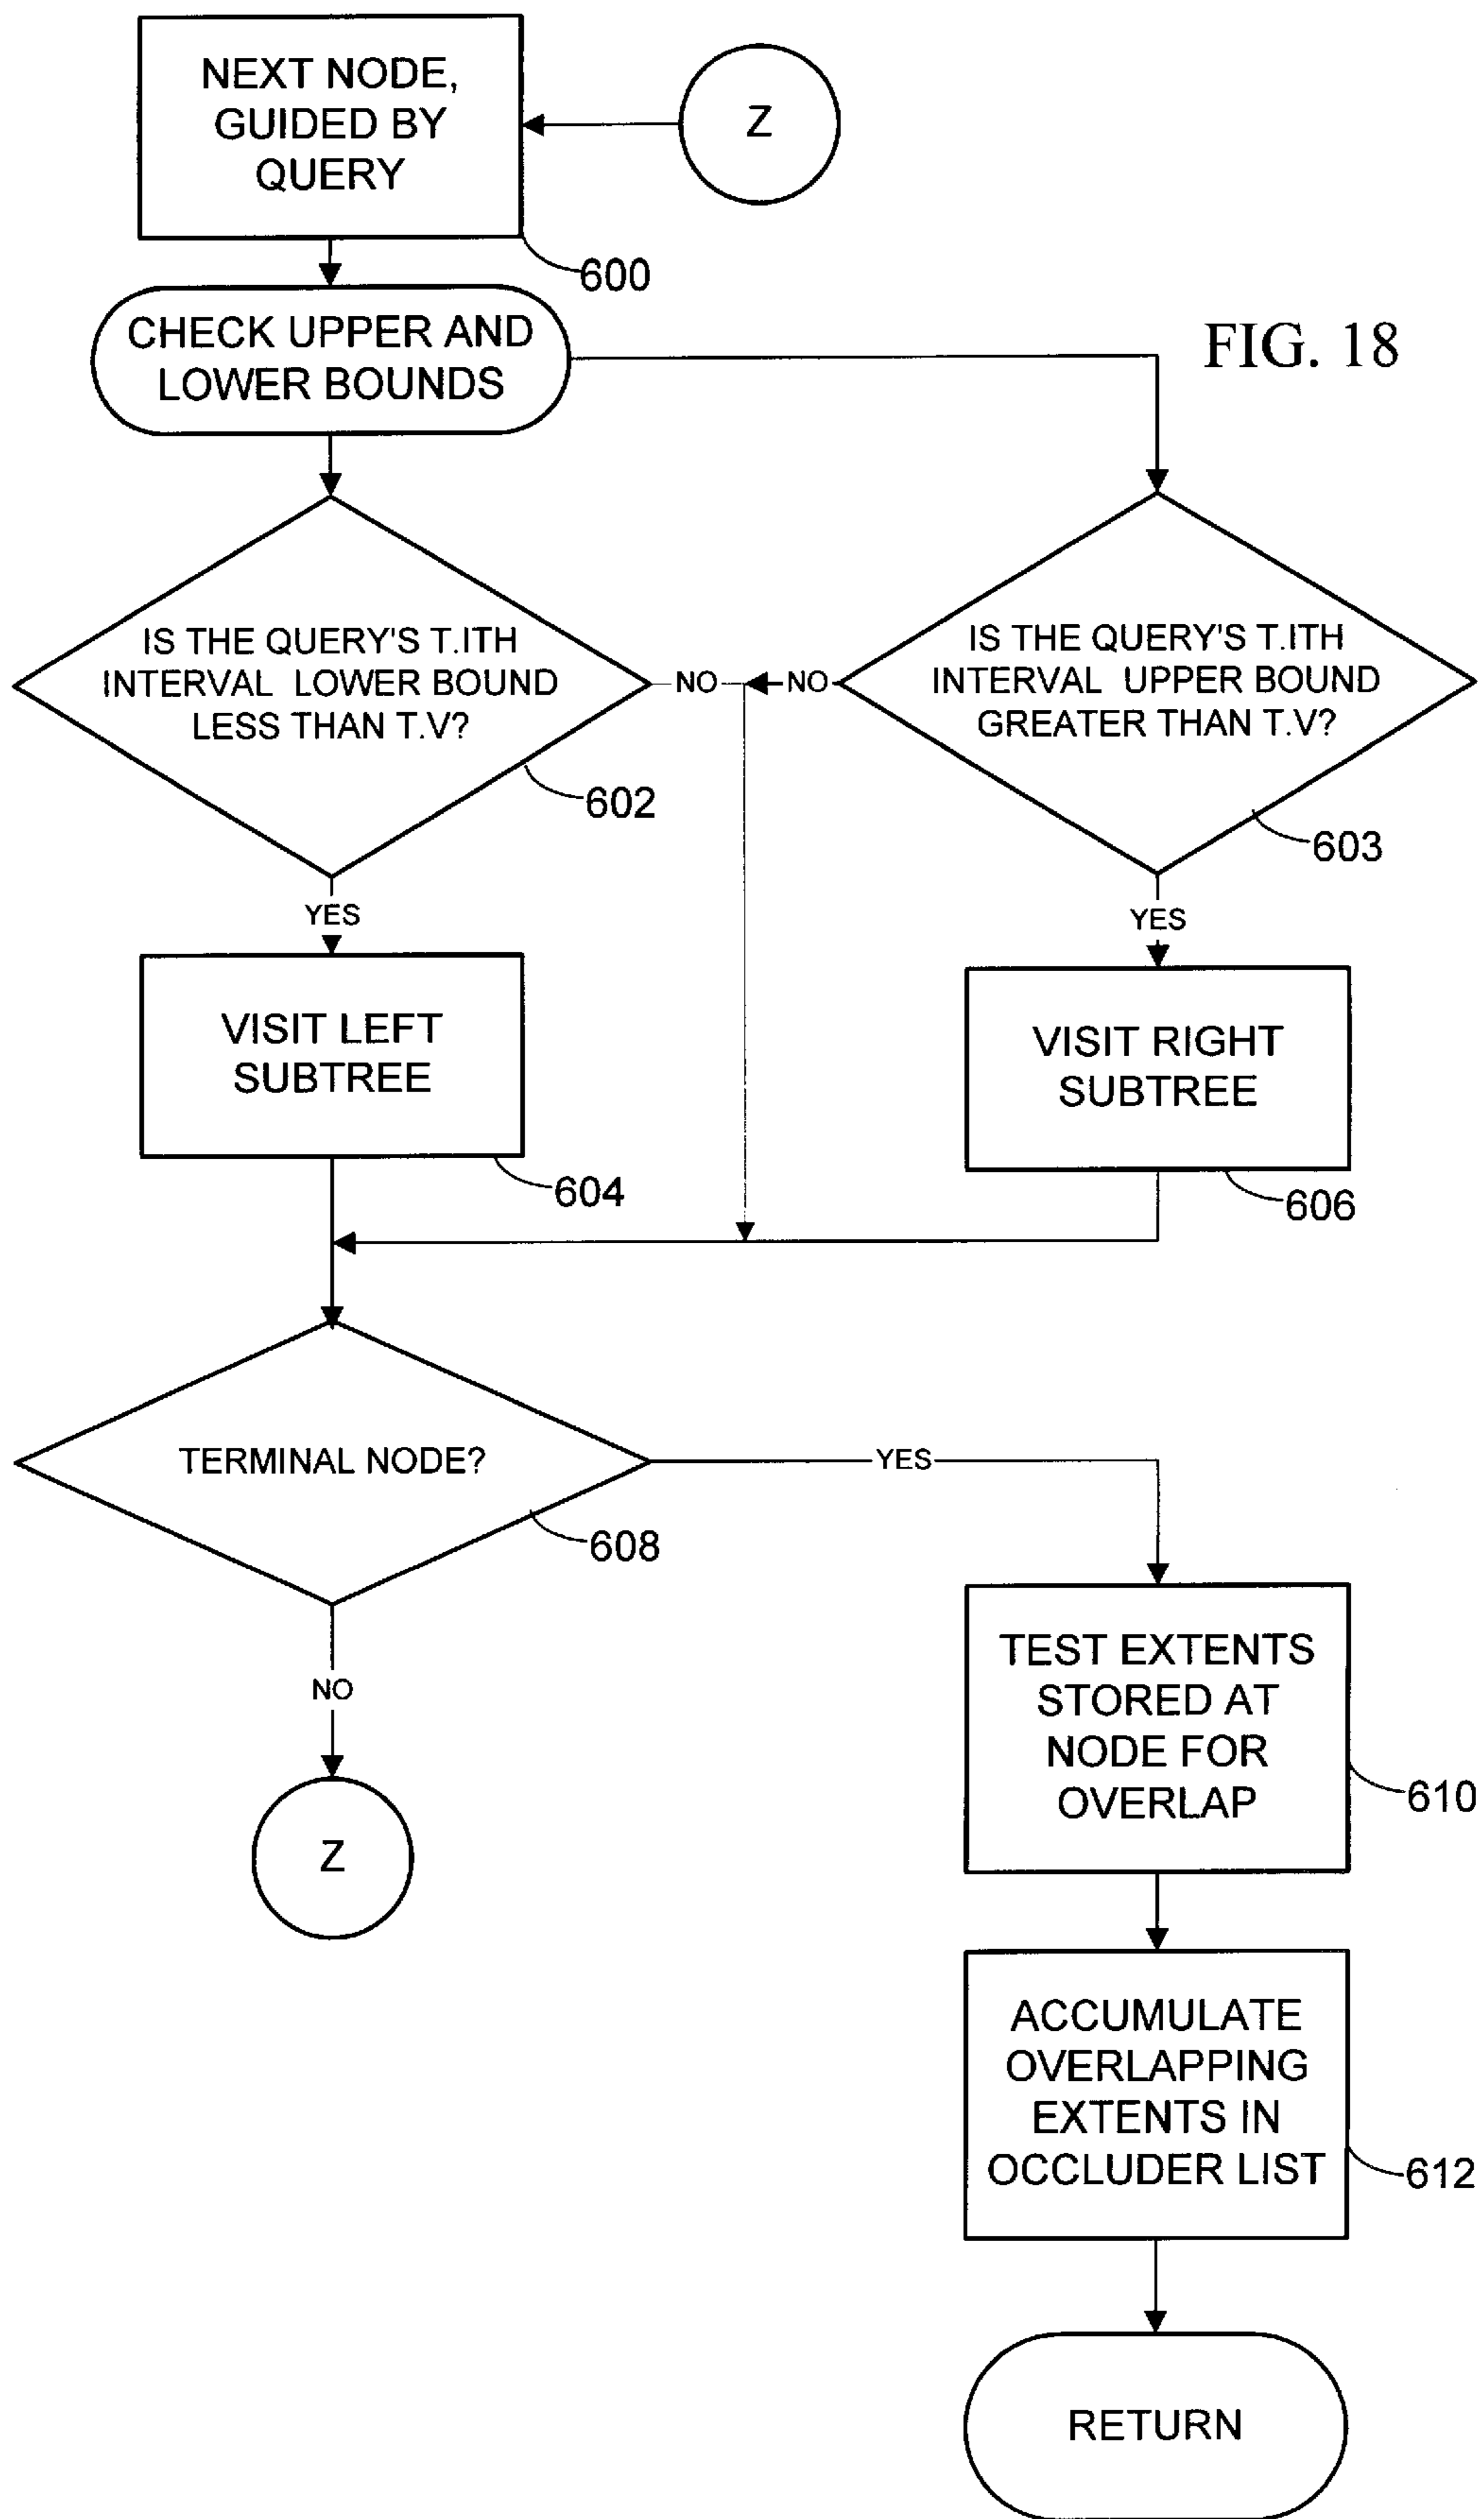 NEXT NODE,
GUIDED BY
QUERY
Z
600
CHECK UPPER AND
LOWER BOUNDS
FIG. 18
IS THE QUERY'S T.ITH
INTERVAL LOWER BOUND
LESS THAN T.V?
NO
NO
IS THE QUERY'S T.ITH
INTERVAL UPPER BOUND
GREATER THAN T.V?
602
603
YES
YES
VISIT LEFT
SUBTREE
VISIT RIGHT
SUBTREE
604
606
TERMINAL NODE?
YES
608
NO
TEST EXTENTS
STORED AT
NODE FOR
OVERLAP
610
Z
ACCUMULATE
OVERLAPPING
EXTENTS IN
OCCLUDER LIST
612
RETURN